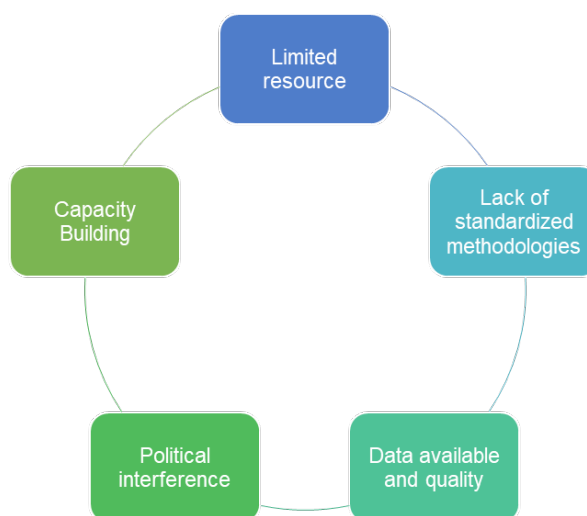 Limited
resource
Lack of
standardized
methodologies
Data available
and quality
Political
interference
Capacity
Building